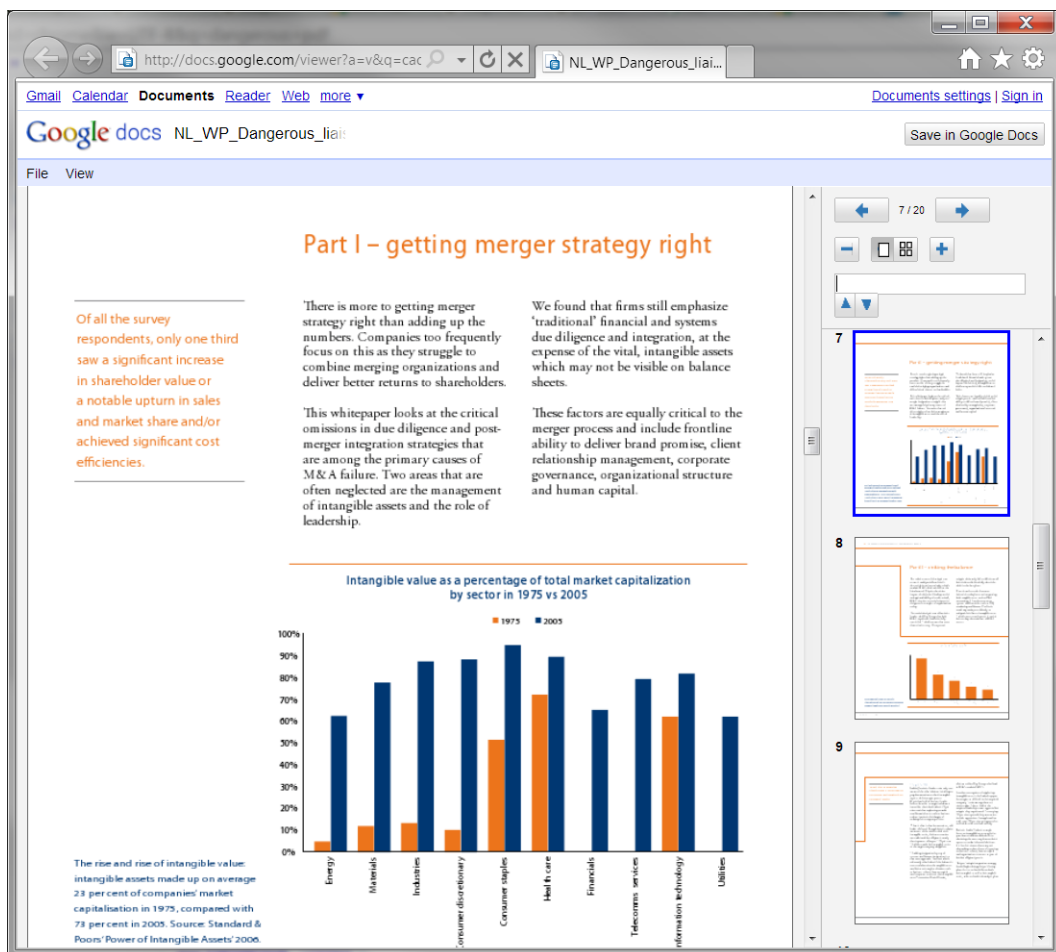 http://docs.google.com/viewer?a=v&q=cac
NL_WP_Dangerous_liai...
Gmail Calendar Documents Reader Web more ▼
Documents settings | Sign in
Google docs NL_WP_Dangerous_liais
Save in Google Docs
File View
7 / 20
Part I – getting merger strategy right
Of all the survey
respondents, only one third
saw a significant increase
in shareholder value or
a notable upturn in sales
and market share and/or
achieved significant cost
efficiencies.
There is more to getting merger
strategy right than adding up the
numbers. Companies too frequently
focus on this as they struggle to
combine merging organizations and
deliver better returns to shareholders.
This whitepaper looks at the critical
omissions in due diligence and post-
merger integration strategies that
are among the primary causes of
M&A failure. Two areas that are
often neglected are the management
of intangible assets and the role of
leadership.
We found that firms still emphasize
‘traditional’ financial and systems
due diligence and integration, at the
expense of the vital, intangible assets
which may not be visible on balance
sheets.
These factors are equally critical to the
merger process and include frontline
ability to deliver brand promise, client
relationship management, corporate
governance, organizational structure
and human capital.
Intangible value as a percentage of total market capitalization
by sector in 1975 vs 2005
1975 2005
100%
90%
80%
70%
60%
50%
40%
30%
20%
10%
0%
Energy
Materials
Industries
Consumer discretionary
Consumer staples
Health care
Financials
Telecomms services
Information technology
Utilities
The rise and rise of intangible value:
intangible assets made up on average
23 per cent of companies' market
capitalisation in 1975, compared with
73 per cent in 2005. Source: Standard &
Poors' Power of Intangible Assets' 2006.
7
Part I – getting merger strategy right
8
9